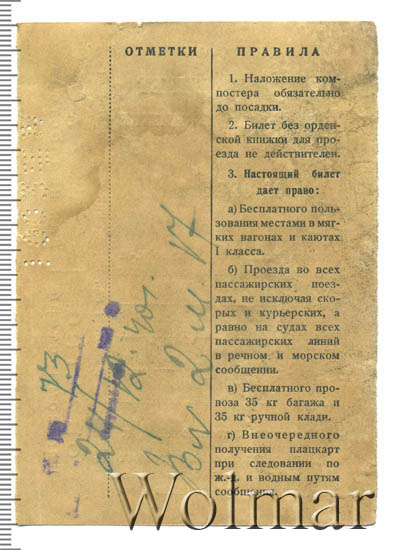 ОТМЕТКИ
ПРАВИЛА
1. Наложение ком-
постера обязательно
до посадки.
2. Билет без орден-
ской книжки для про-
езда не действителен.
3. Настоящий билет
дает право:
а) Бесплатного поль-
зования местами в мяг-
ких вагонах и каютах
I класса.
б) Проезда во всех
пассажирских поез-
дах, не исключая ско-
рых и курьерских, а
равно на судах всех
пассажирских линий
в речном и морском
сообщении.
в) Бесплатного про-
воза 35 кг багажа и
35 кг ручной клади.
г) Внеочередного
получения плацкарт
при следовании по
ж.-д. и водным путям
сообщения.
73
2 м. 17
Wolmar